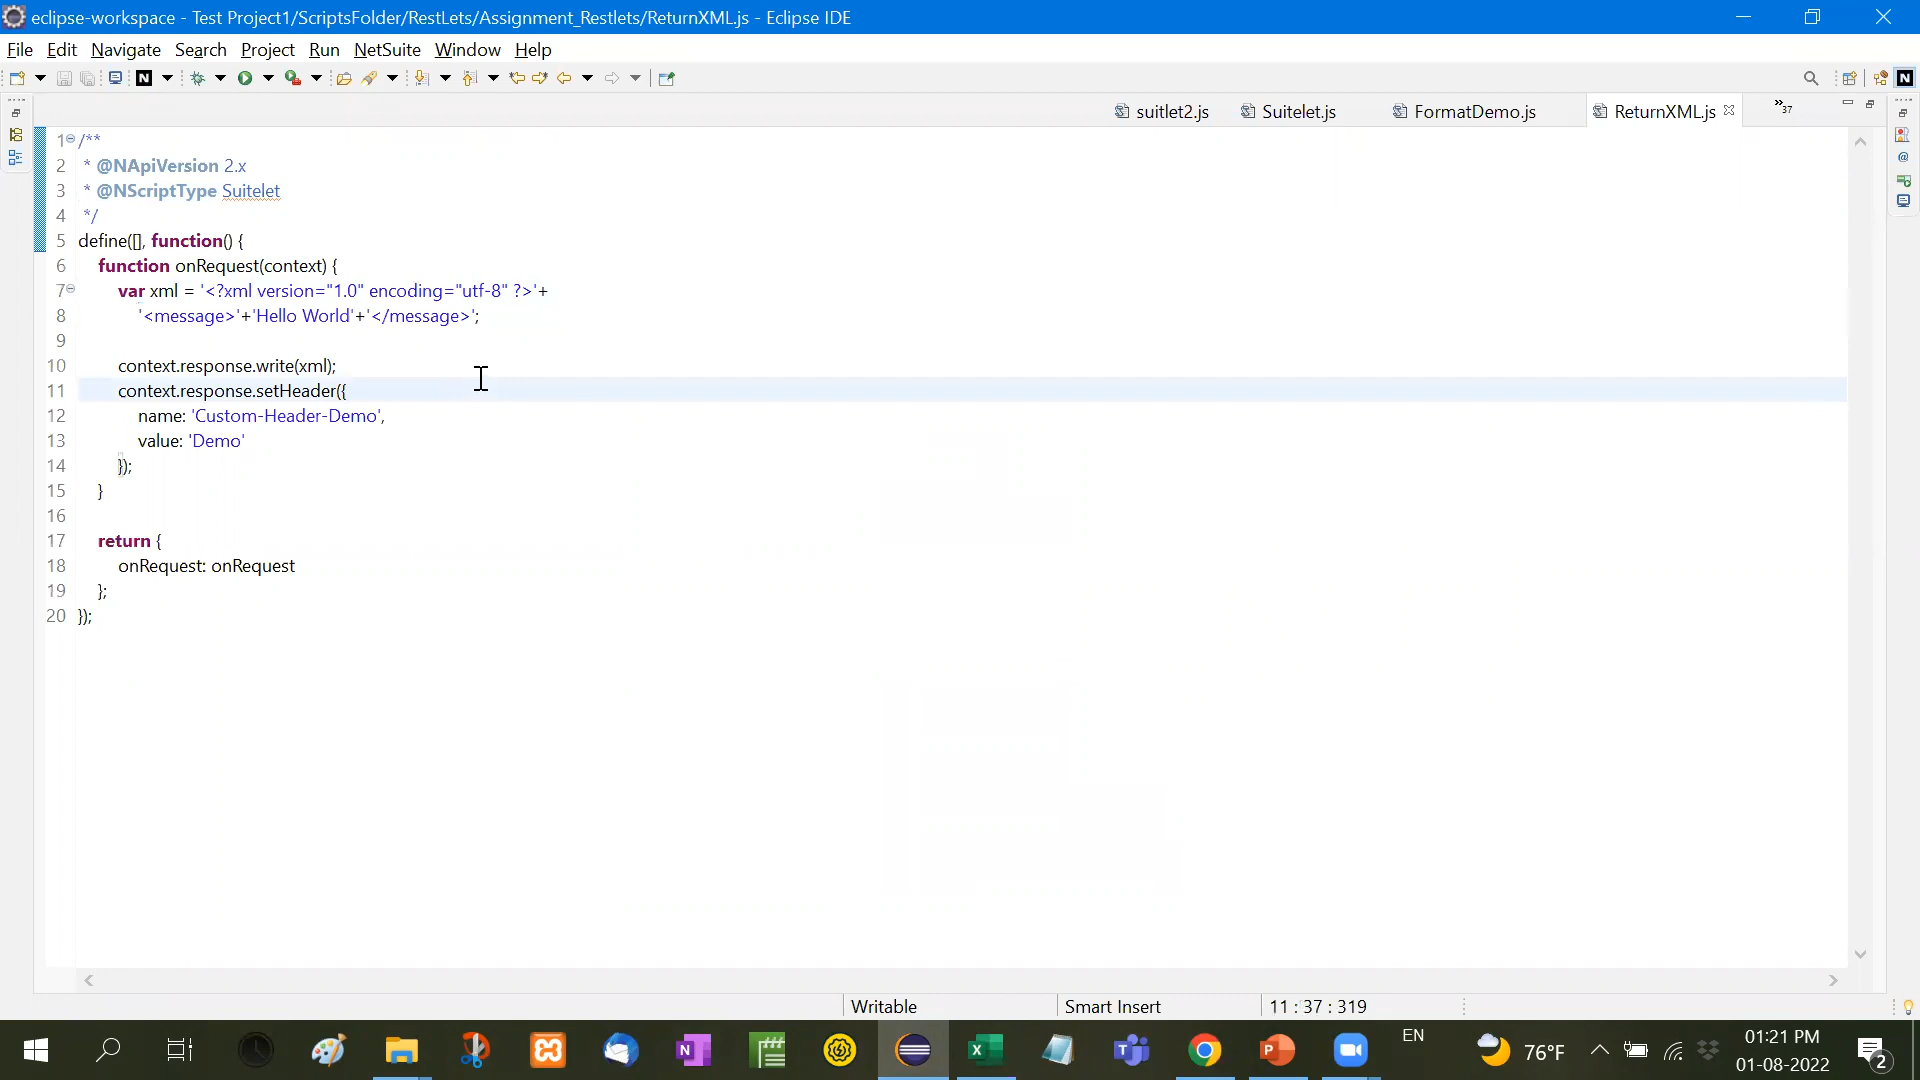 eclipse-workspace - Test Project1/ScriptsFolder/RestLets/Assignment_Restlets/ReturnXML.js - Eclipse IDE
File Edit Navigate Search Project Run NetSuite Window Help
suitlet2.js Suitelet.js FormatDemo.js ReturnXML.js »37
1 /**
2 * @NApiVersion 2.x
3 * @NScriptType Suitelet
4 */
5 define([], function() {
6 function onRequest(context) {
7 var xml = '<?xml version="1.0" encoding="utf-8" ?>'+
8 '<message>'+'Hello World'+'</message>';
9
10 context.response.write(xml);
11 context.response.setHeader({
12 name: 'Custom-Header-Demo',
13 value: 'Demo'
14 });
15 }
16
17 return {
18 onRequest: onRequest
19 };
20 });
Writable Smart Insert 11 : 37 : 319
EN
76°F
01:21 PM
01-08-2022
2